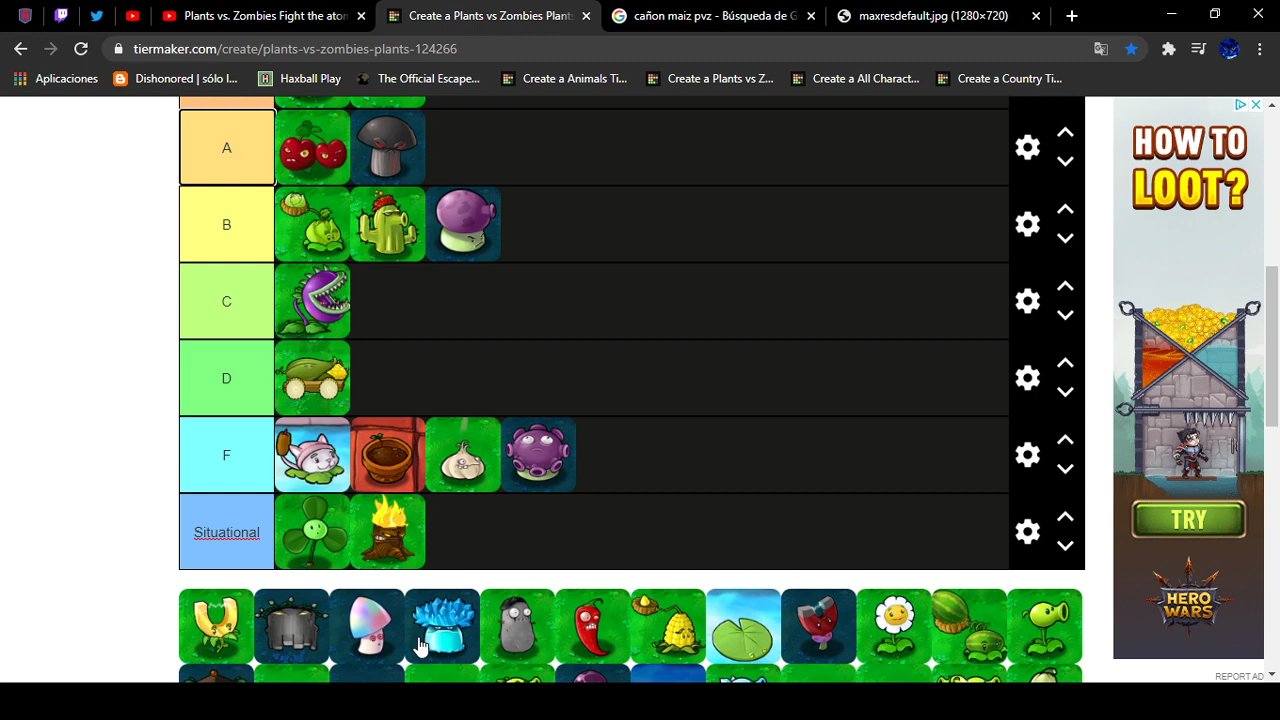 Plants vs. Zombies Fight the aton
Create a Plants vs Zombies Plant
cañon maiz pvz - Búsqueda de G
maxresdefault.jpg (1280×720)
tiermaker.com/create/plants-vs-zombies-plants-124266
Aplicaciones
Dishonored | sólo l...
Haxball Play
The Official Escape...
Create a Animals Ti...
Create a Plants vs Z...
Create a All Charact...
Create a Country Ti...
A
B
C
D
F
Situational
HOW TO
LOOT?
TRY
HERO
WARS
REPORT AD